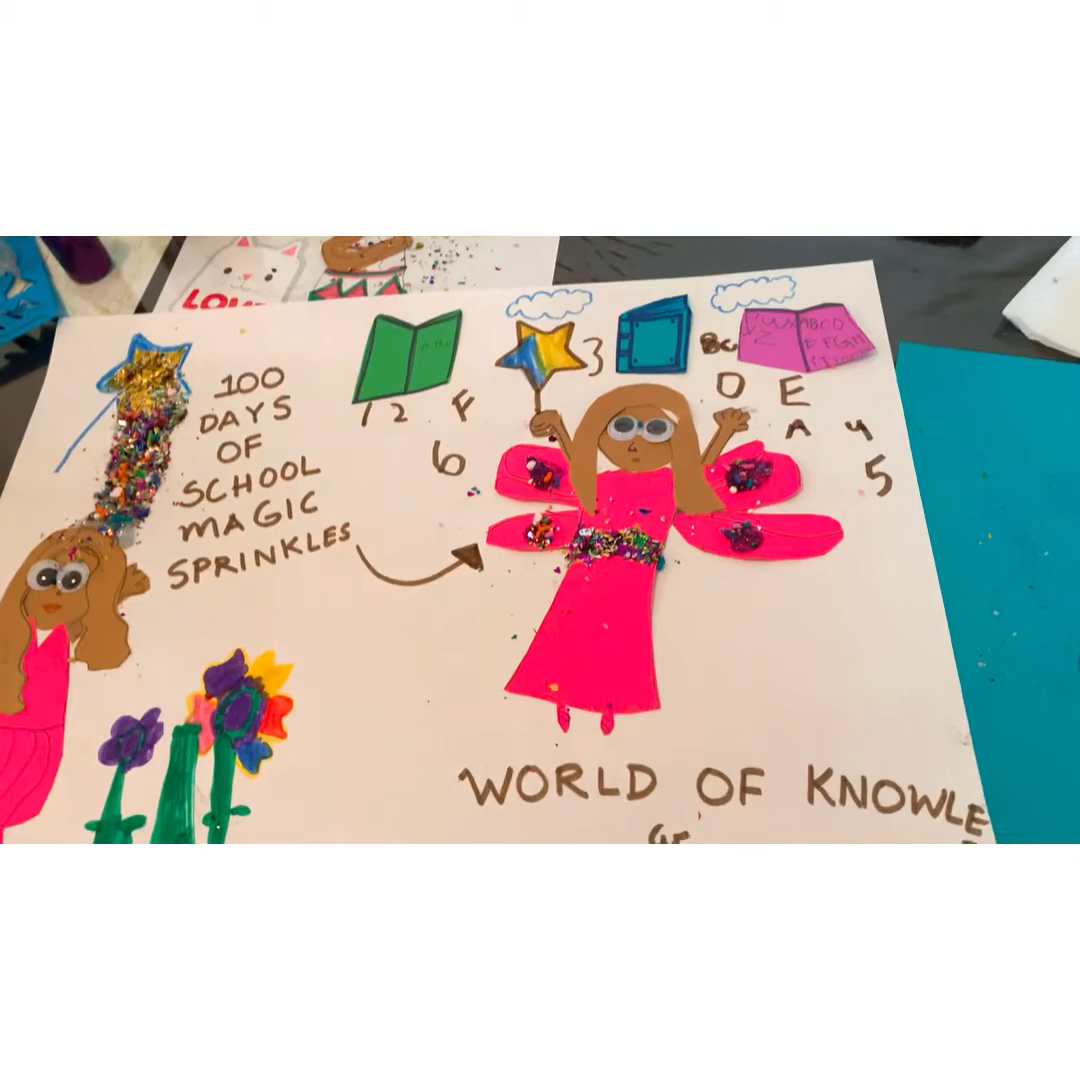 100
DAYS
OF
SCHOOL
MAGIC
SPRINKLES
3
1 2 F
D E
A 4
6
5
WORLD OF KNOWLE